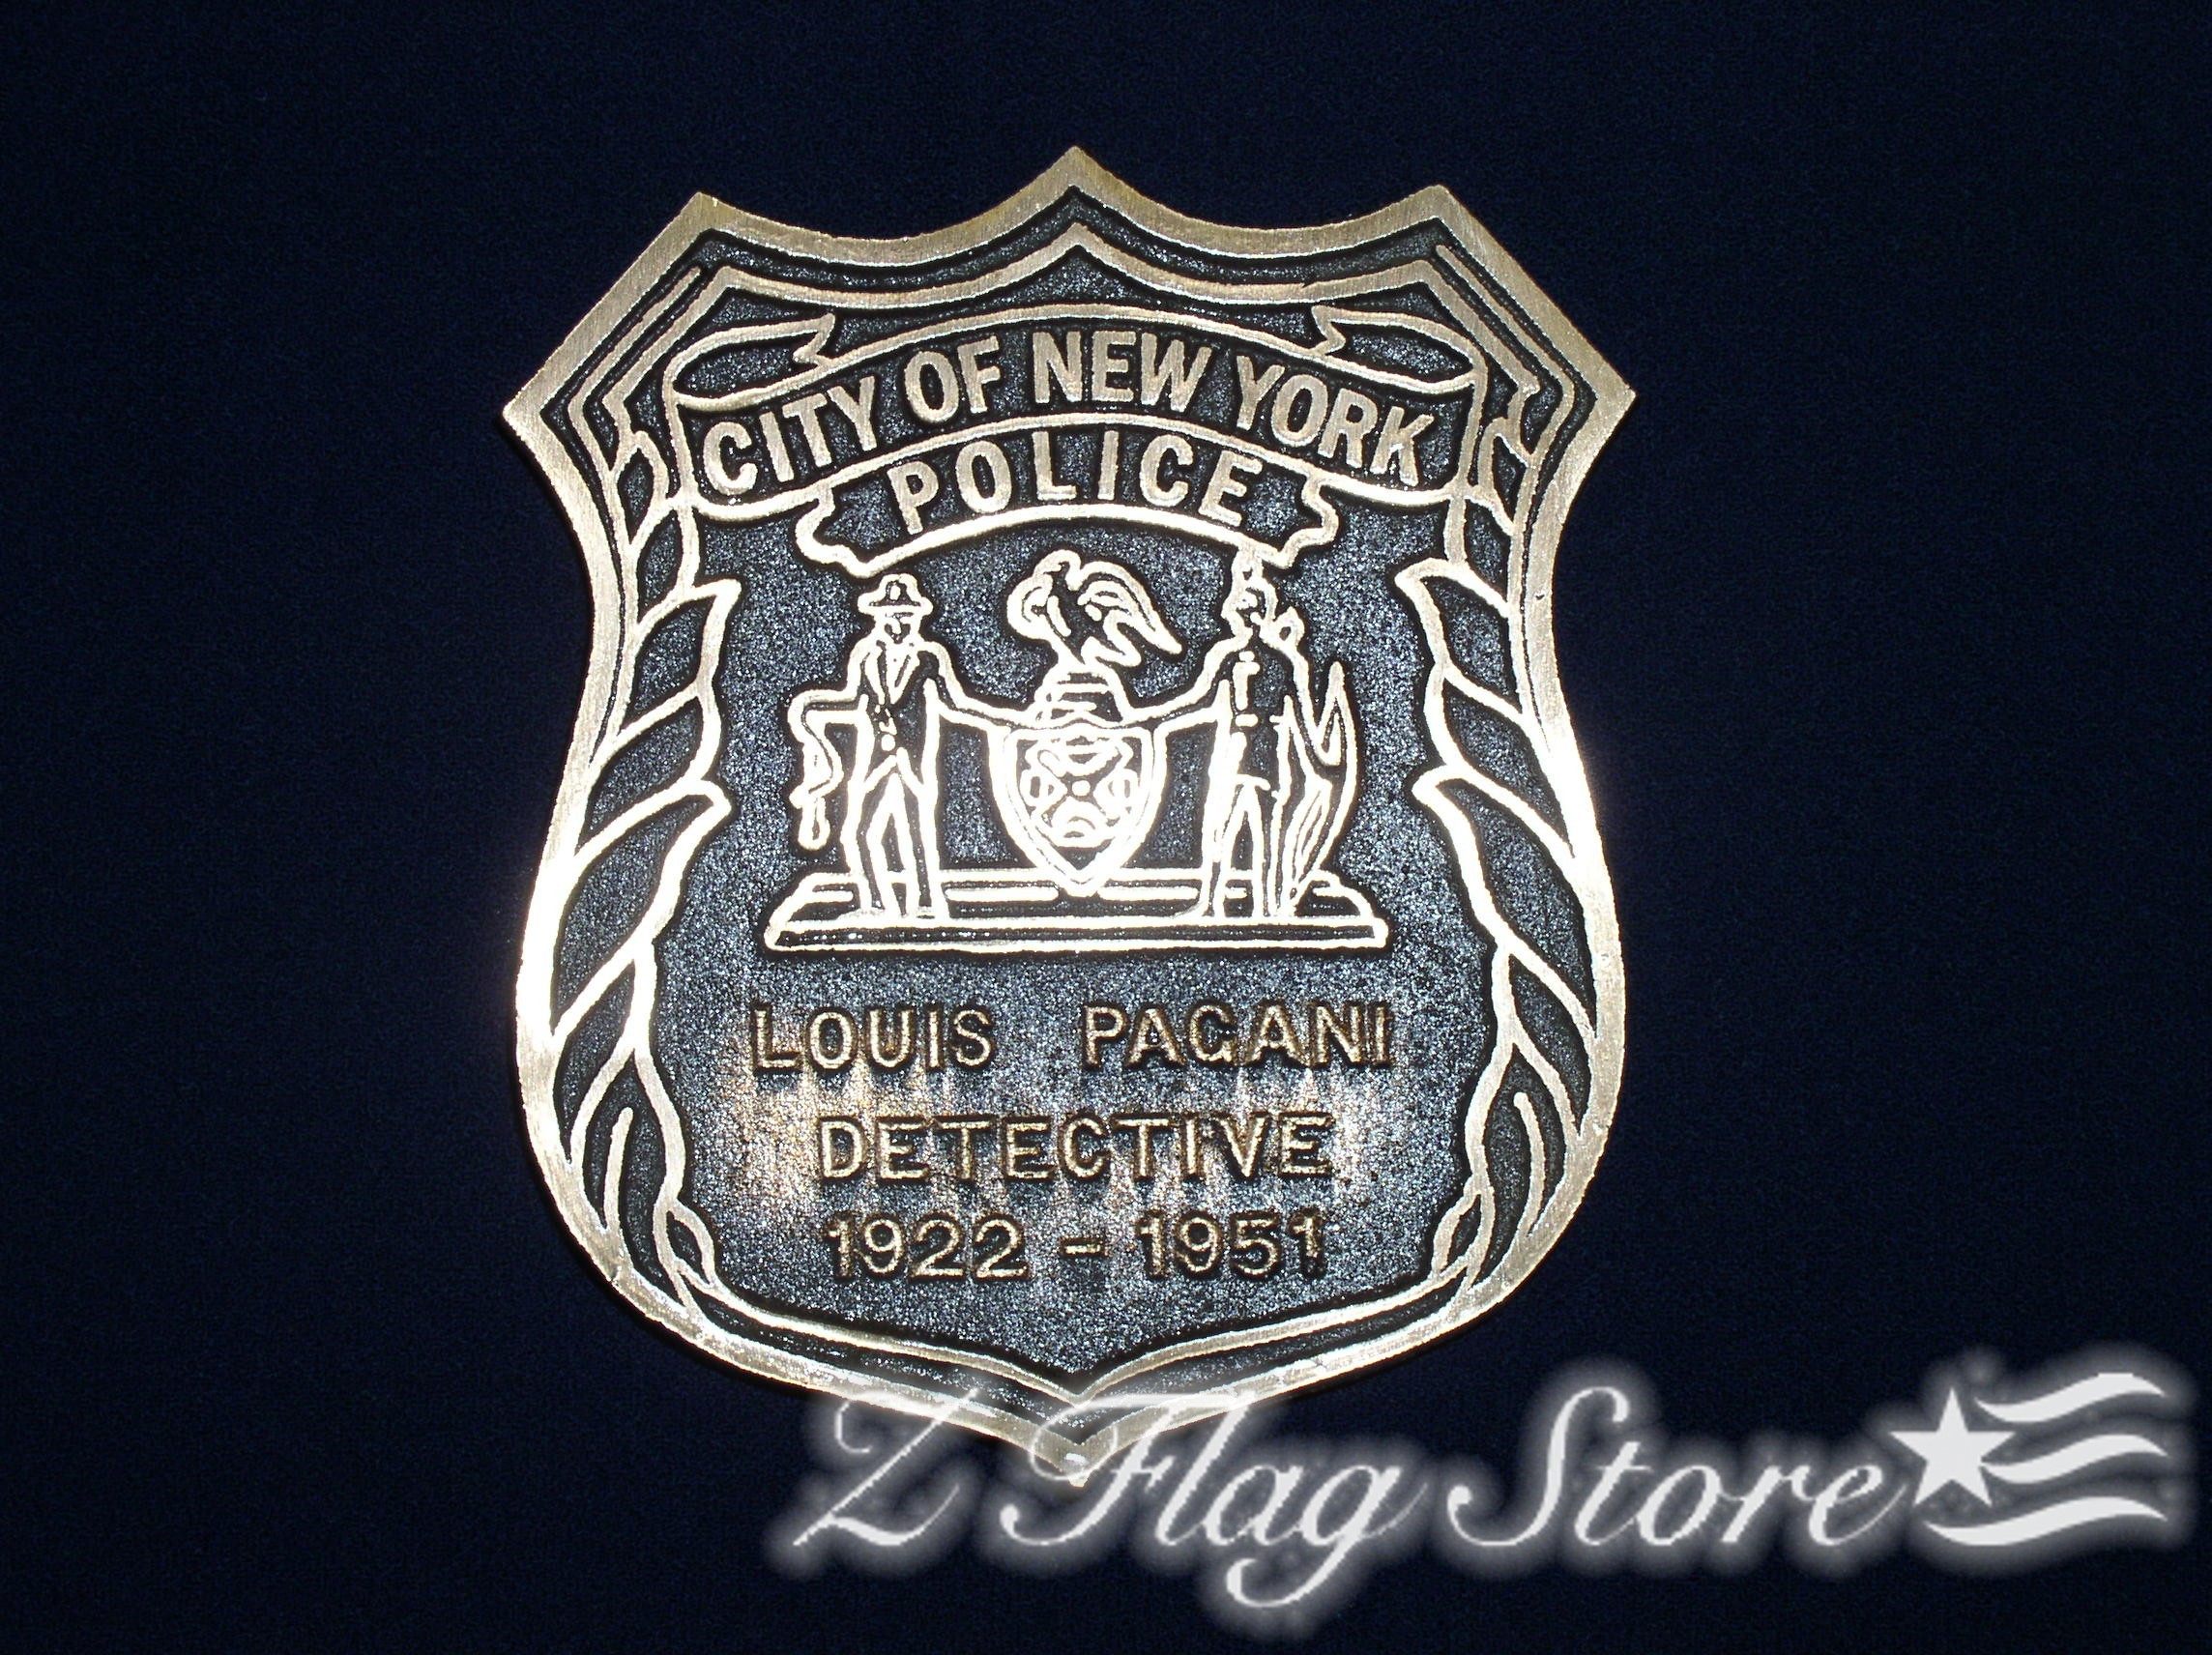 CITY OF NEW YORK
POLICE
LOUIS PAGANI
DETECTIVE
1922 - 1951
Z Flag Store